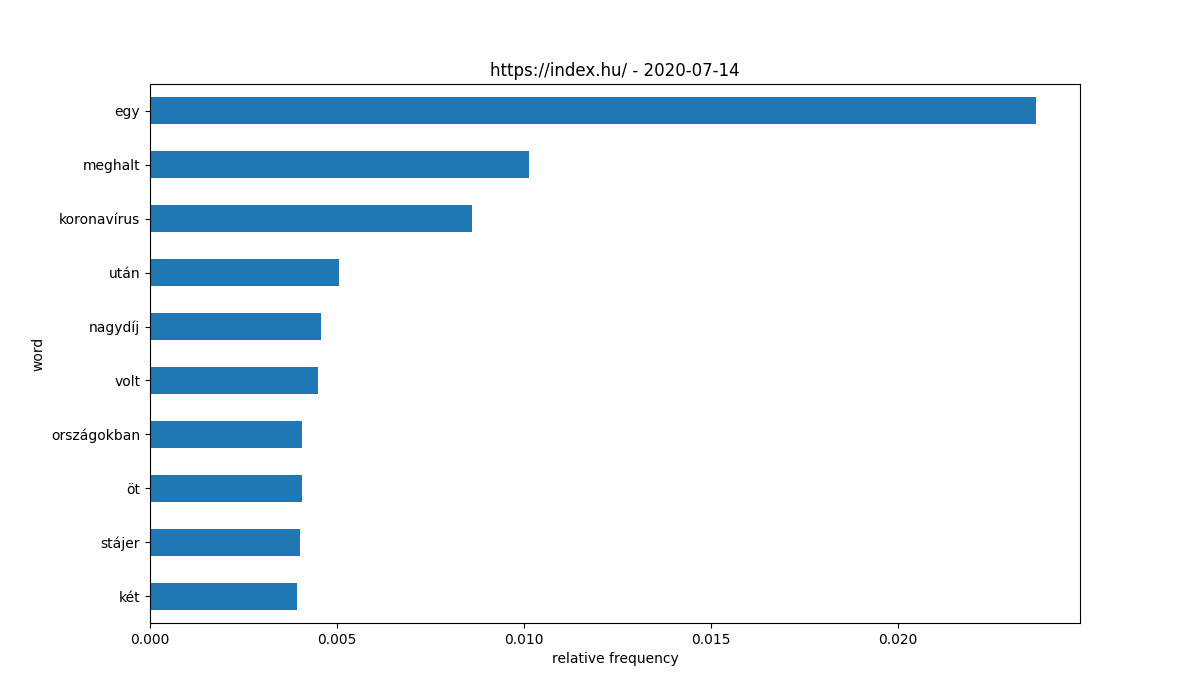 https://index.hu/ - 2020-07-14
egy
meghalt
koronavírus
után
nagydíj
volt
országokban
öt
stájer
két
word
0.000 0.005 0.010 0.015 0.020
relative frequency